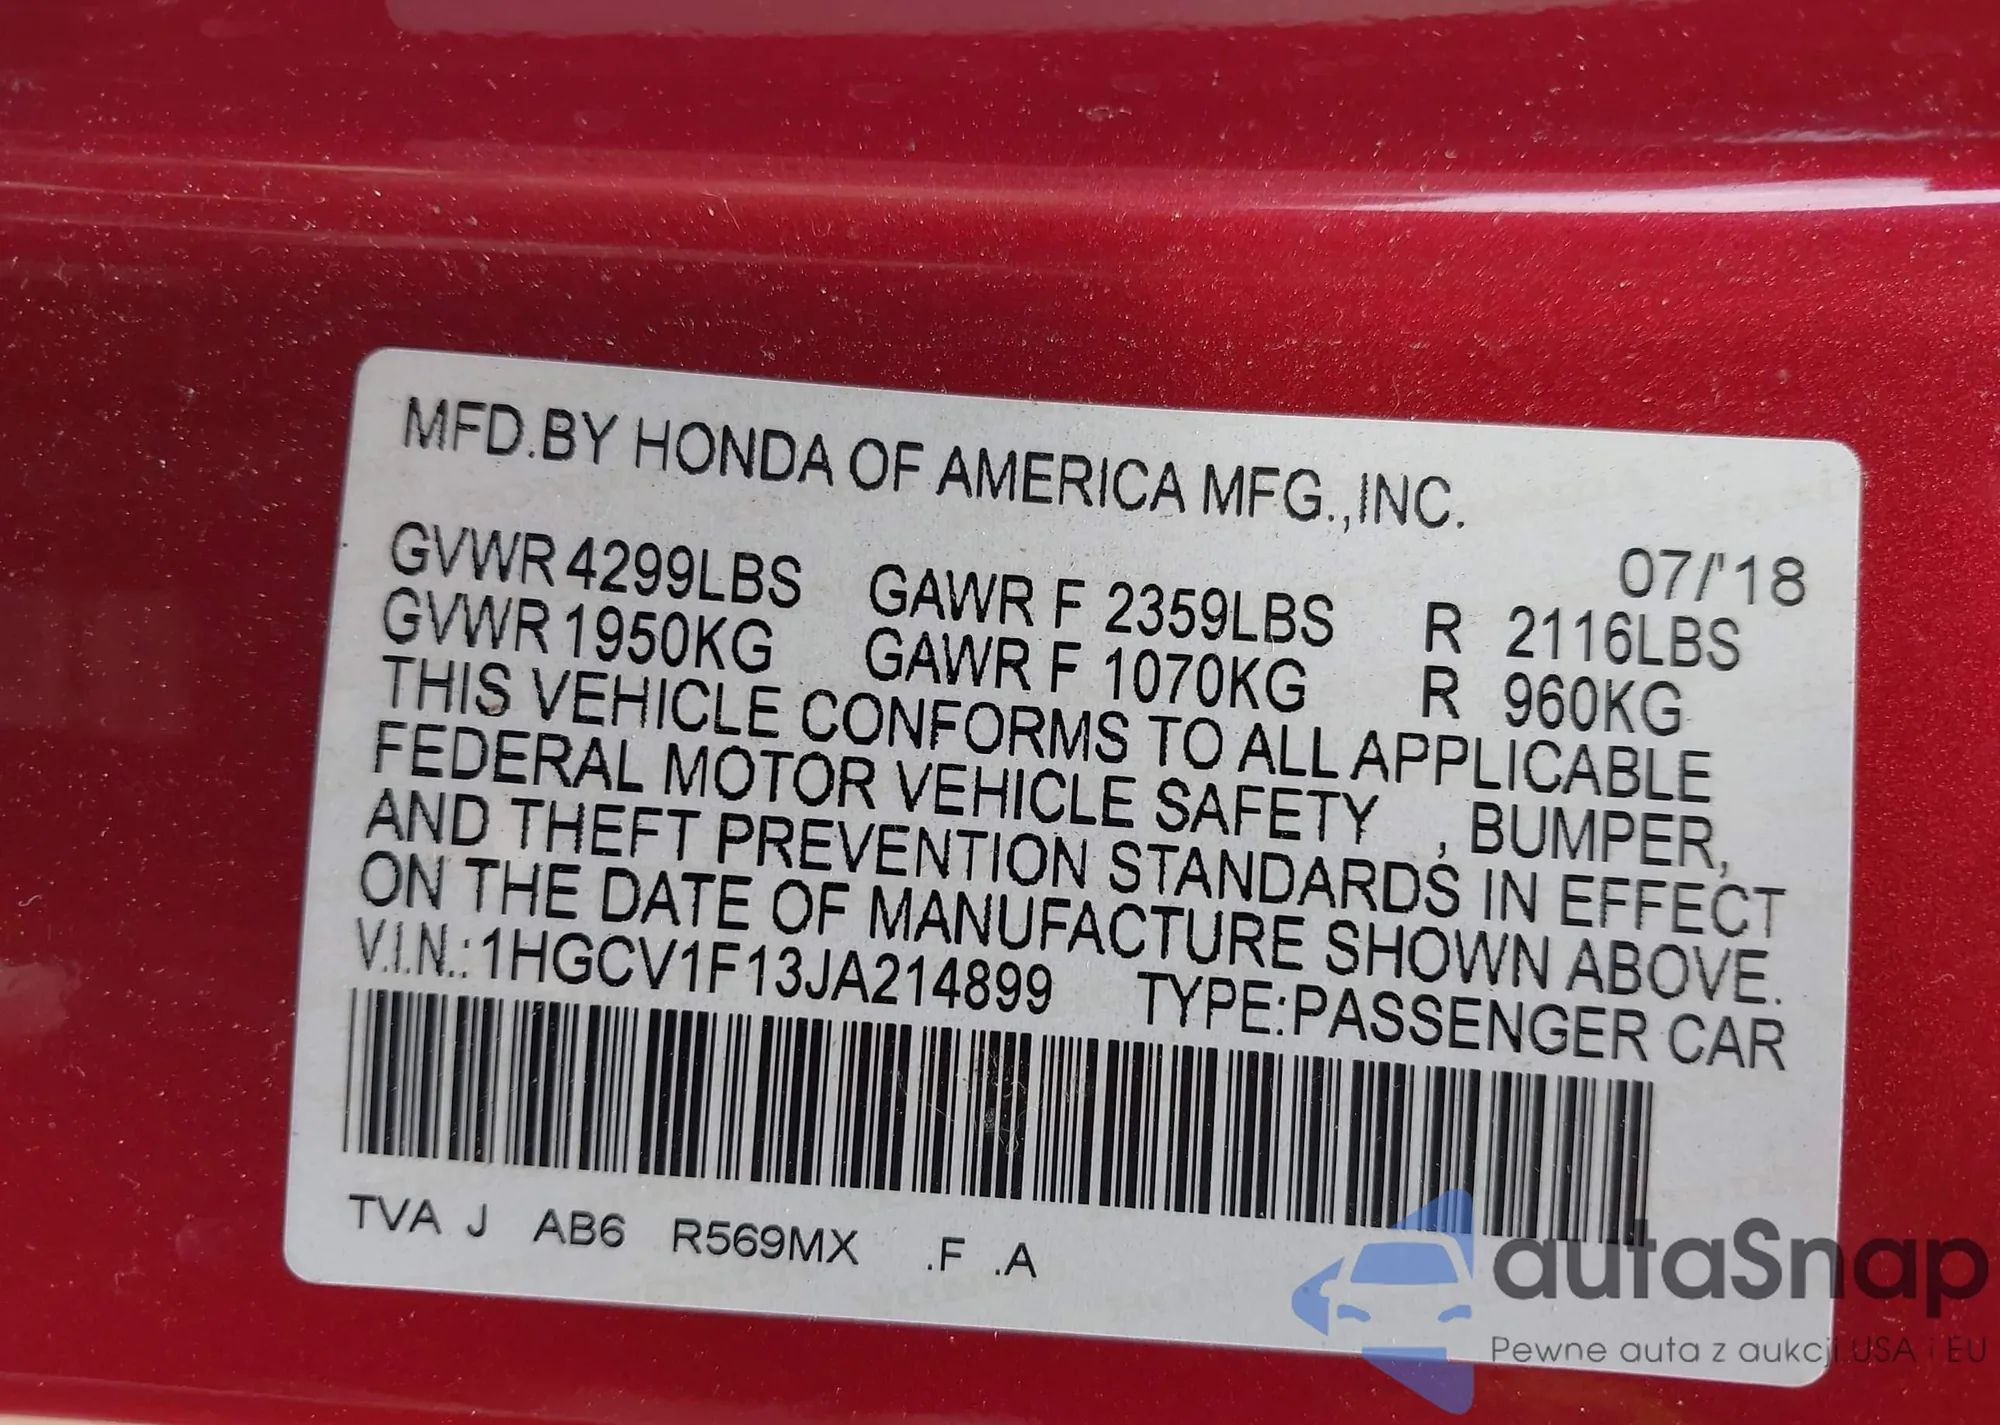 MFD.BY HONDA OF AMERICA MFG.,INC.
07/'18
GVWR 4299LBS GAWR F 2359LBS R 2116LBS
GVWR 1950KG GAWR F 1070KG R 960KG
THIS VEHICLE CONFORMS TO ALL APPLICABLE
FEDERAL MOTOR VEHICLE SAFETY , BUMPER,
AND THEFT PREVENTION STANDARDS IN EFFECT
ON THE DATE OF MANUFACTURE SHOWN ABOVE.
V.I.N.:1HGCV1F13JA214899 TYPE:PASSENGER CAR
TVA J AB6 R569MX .F .A
autaSnap
Pewne auta z aukcji USA i EU